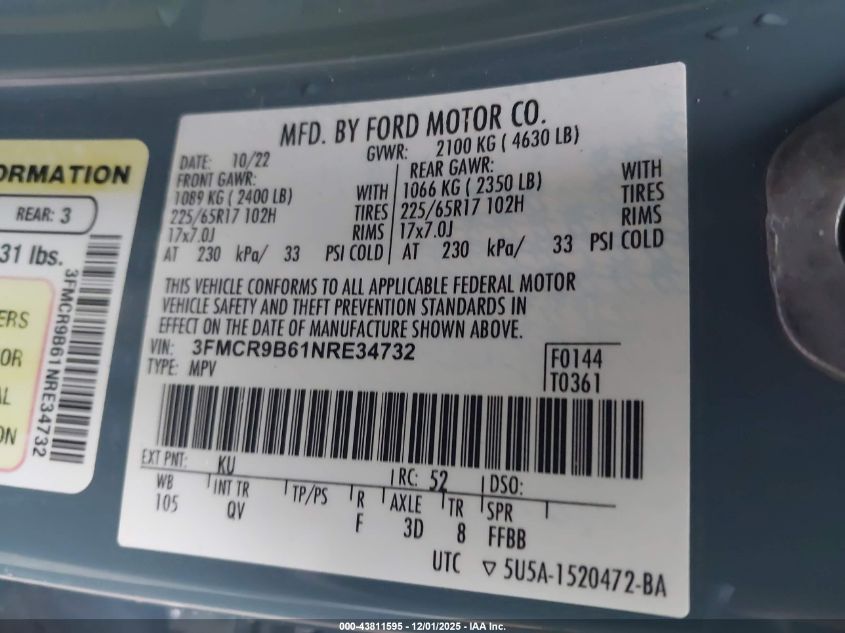 MFD. BY FORD MOTOR CO.
DATE: 10/22
GVWR: 2100 KG ( 4630 LB)
FRONT GAWR:
1089 KG ( 2400 LB)
WITH
225/65R17 102H
TIRES
17x7.0J
RIMS
AT 230 kPa/ 33 PSI COLD
REAR GAWR:
1066 KG ( 2350 LB)
WITH
225/65R17 102H
TIRES
17x7.0J
RIMS
AT 230 kPa/ 33 PSI COLD
THIS VEHICLE CONFORMS TO ALL APPLICABLE FEDERAL MOTOR
VEHICLE SAFETY AND THEFT PREVENTION STANDARDS IN
EFFECT ON THE DATE OF MANUFACTURE SHOWN ABOVE.
VIN: 3FMCR9B61NRE34732
TYPE: MPV
F0144
T0361
EXT PNT: KU
RC: 52
DSO:
WB
INT TR
TP/PS
R
AXLE
TR
SPR
105
QV
F
3D
8
FFBB
UTC ▽ 5U5A-1520472-BA
ORMATION
REAR: 3
31 lbs.
3FMCR9B61NRE34732
ERS
OR
AL
ON
000-43811595 - 12/01/2025 - IAA Inc.